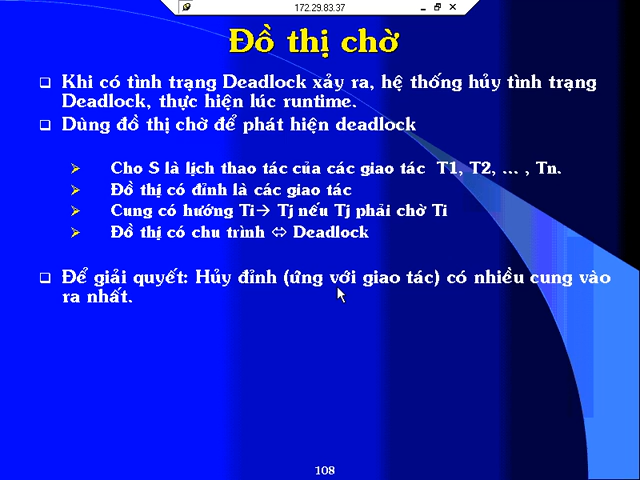 172.29.83.37
Đồ thị chờ
Khi có tình trạng Deadlock xảy ra, hệ thống hủy tình trạng
Deadlock, thực hiện lúc runtime.
Dùng đồ thị chờ để phát hiện deadlock
Cho S là lịch thao tác của các giao tác T1, T2, ... , Tn.
Đồ thị có đỉnh là các giao tác
Cung có hướng Ti→ Tj nếu Tj phải chờ Ti
Đồ thị có chu trình ⇔ Deadlock
Để giải quyết: Hủy đỉnh (ứng với giao tác) có nhiều cung vào
ra nhất.
108